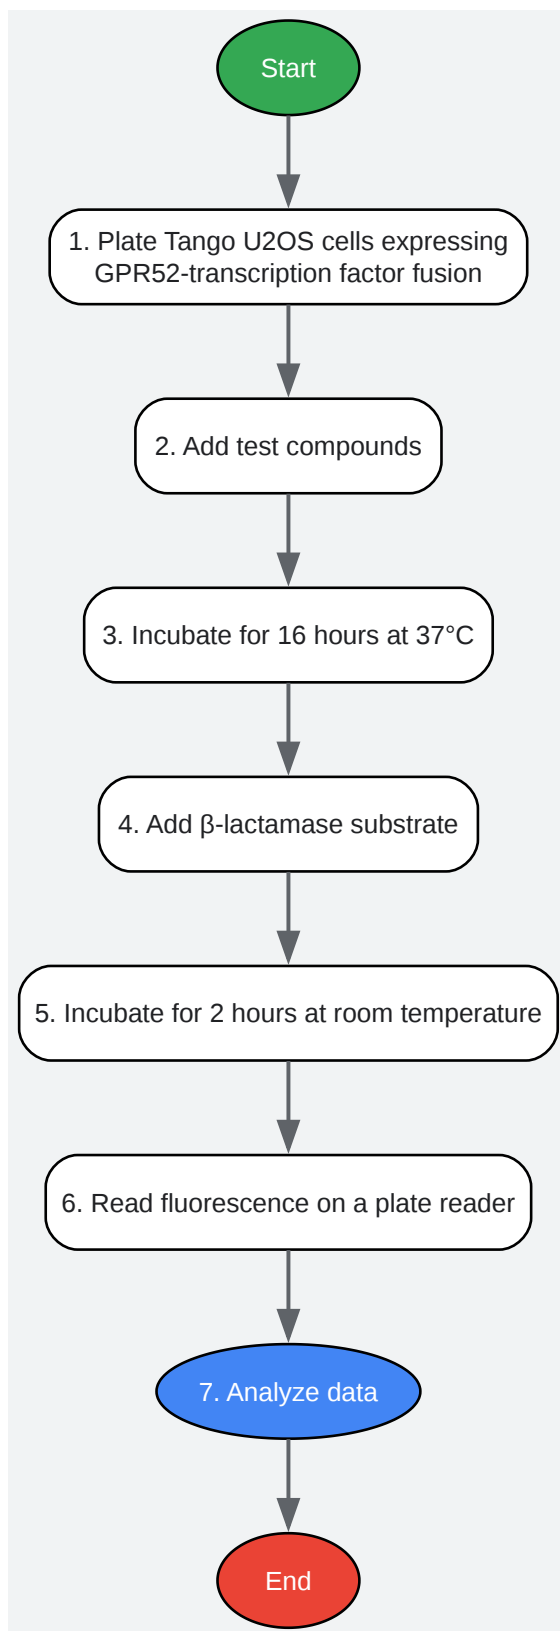 Start
1. Plate Tango U2OS cells expressing
GPR52-transcription factor fusion
2. Add test compounds
3. Incubate for 16 hours at 37°C
4. Add β-lactamase substrate
5. Incubate for 2 hours at room temperature
6. Read fluorescence on a plate reader
7. Analyze data
End